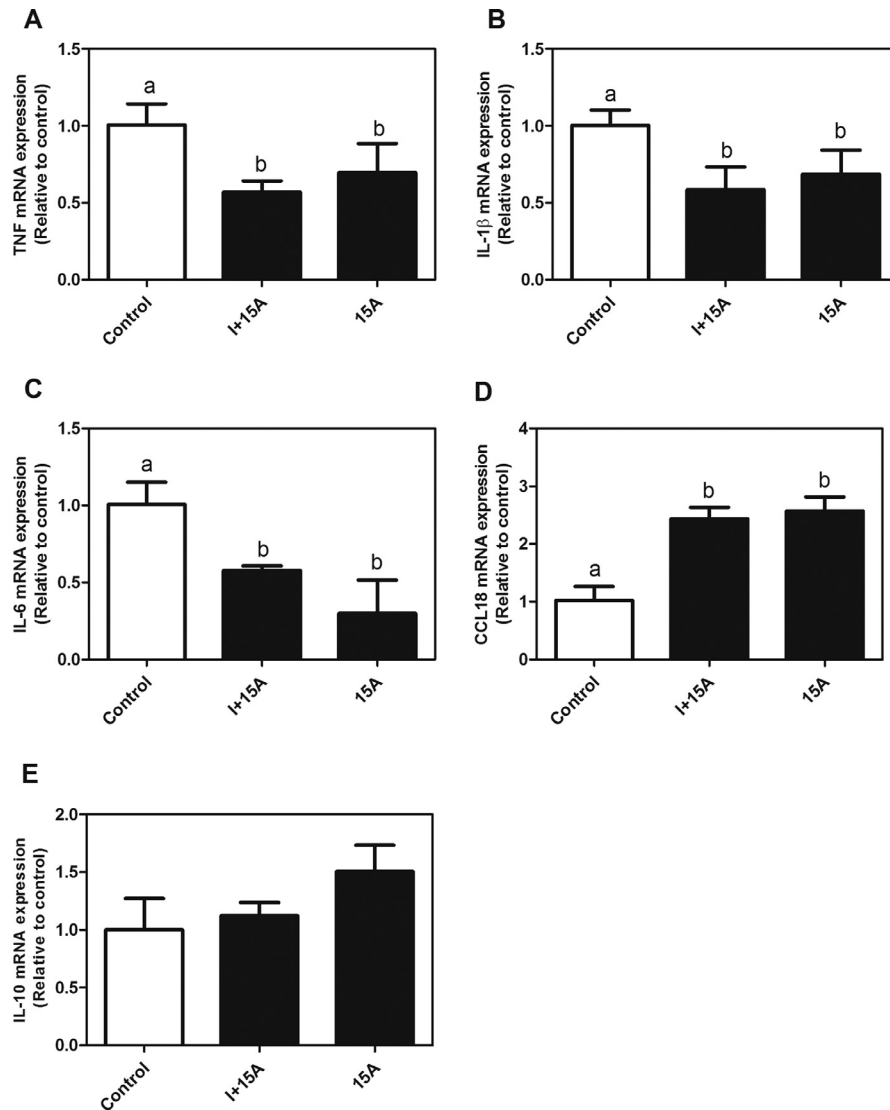 A
TNF mRNA expression
(Relative to control)
1.5
1.0
0.5
0.0
a
b
b
Control
I+15A
15A
B
IL-1β mRNA expression
(Relative to control)
1.5
1.0
0.5
0.0
a
b
b
Control
I+15A
15A
C
IL-6 mRNA expression
(Relative to control)
1.5
1.0
0.5
0.0
a
b
b
Control
I+15A
15A
D
CCL18 mRNA expression
(Relative to control)
4
3
2
1
0
a
b
b
Control
I+15A
15A
E
IL-10 mRNA expression
(Relative to control)
2.0
1.5
1.0
0.5
0.0
Control
I+15A
15A